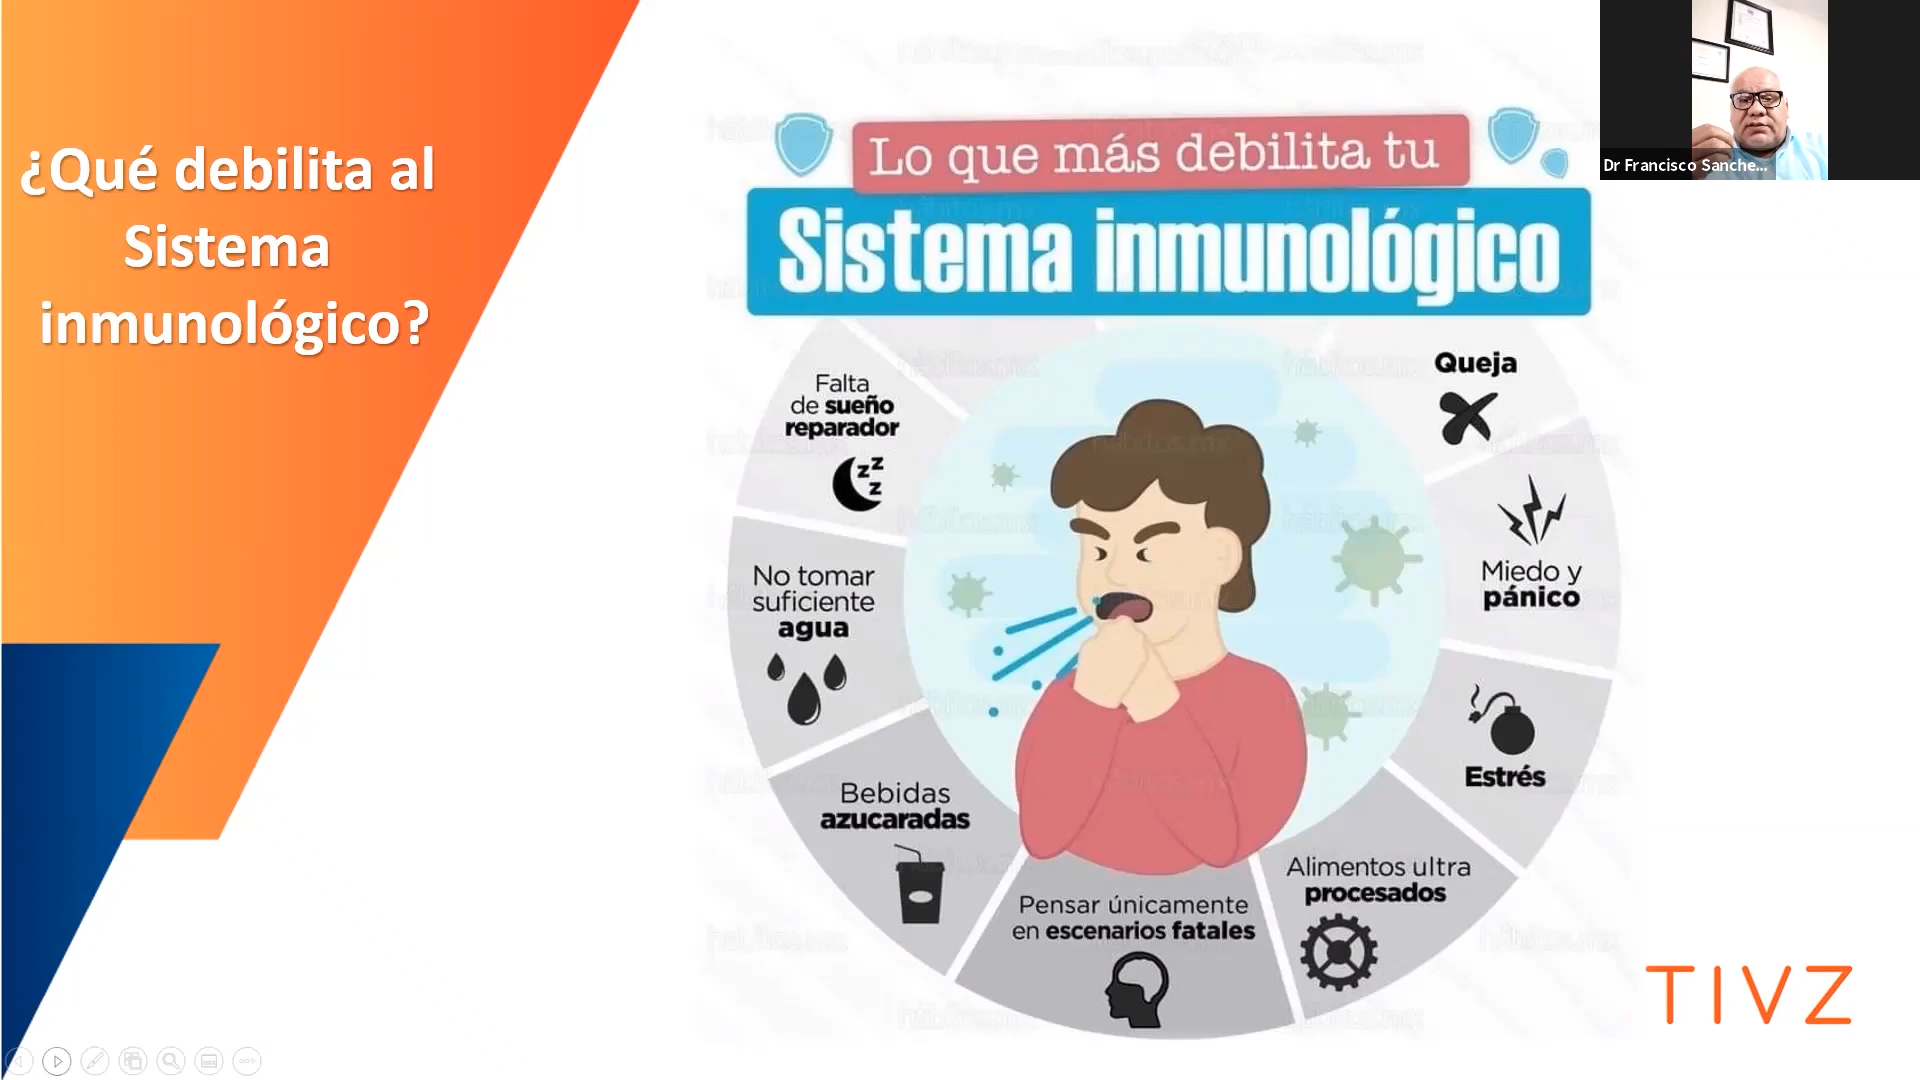 ¿Qué debilita al
Sistema
inmunológico?
Lo que más debilita tu
Sistema inmunológico
Falta
de sueño
reparador
z z
z
No tomar
suficiente
agua
Bebidas
azucaradas
Pensar únicamente
en escenarios fatales
Alimentos ultra
procesados
Estrés
Miedo y
pánico
Queja
Dr Francisco Sanche...
TIVZ
hábitos.mx